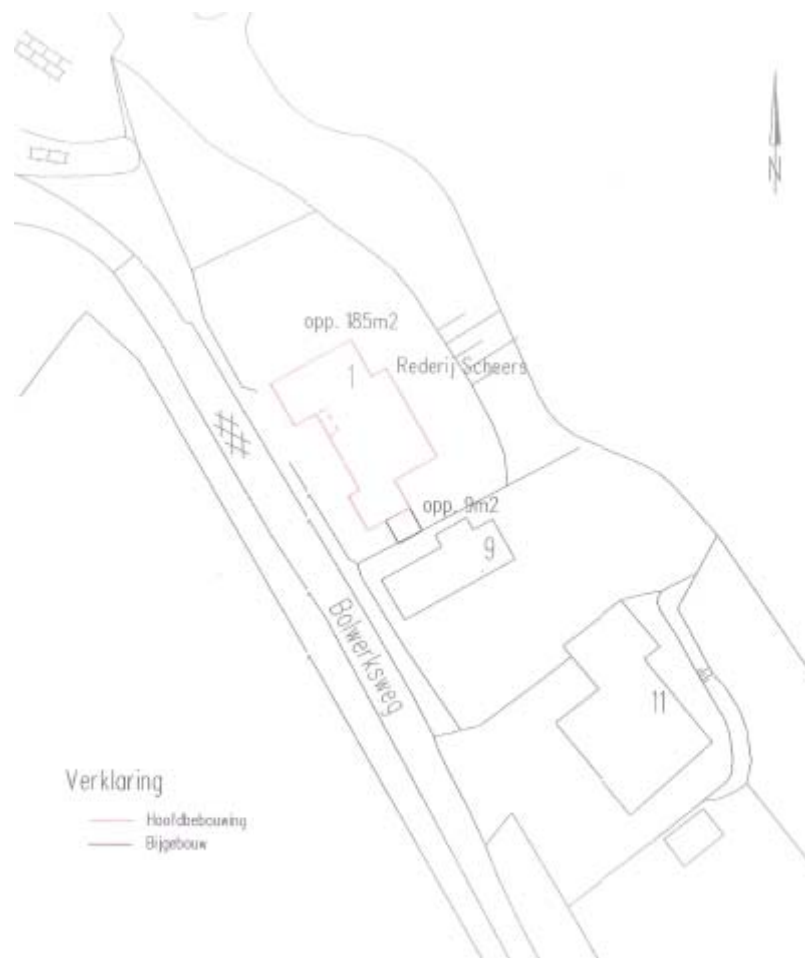 N
opp. 185m2
1
Rederij Scheers
opp. 9m2
9
Bolwerksweg
11
Verklaring
Hoofdbebouwing
Bijgebouw